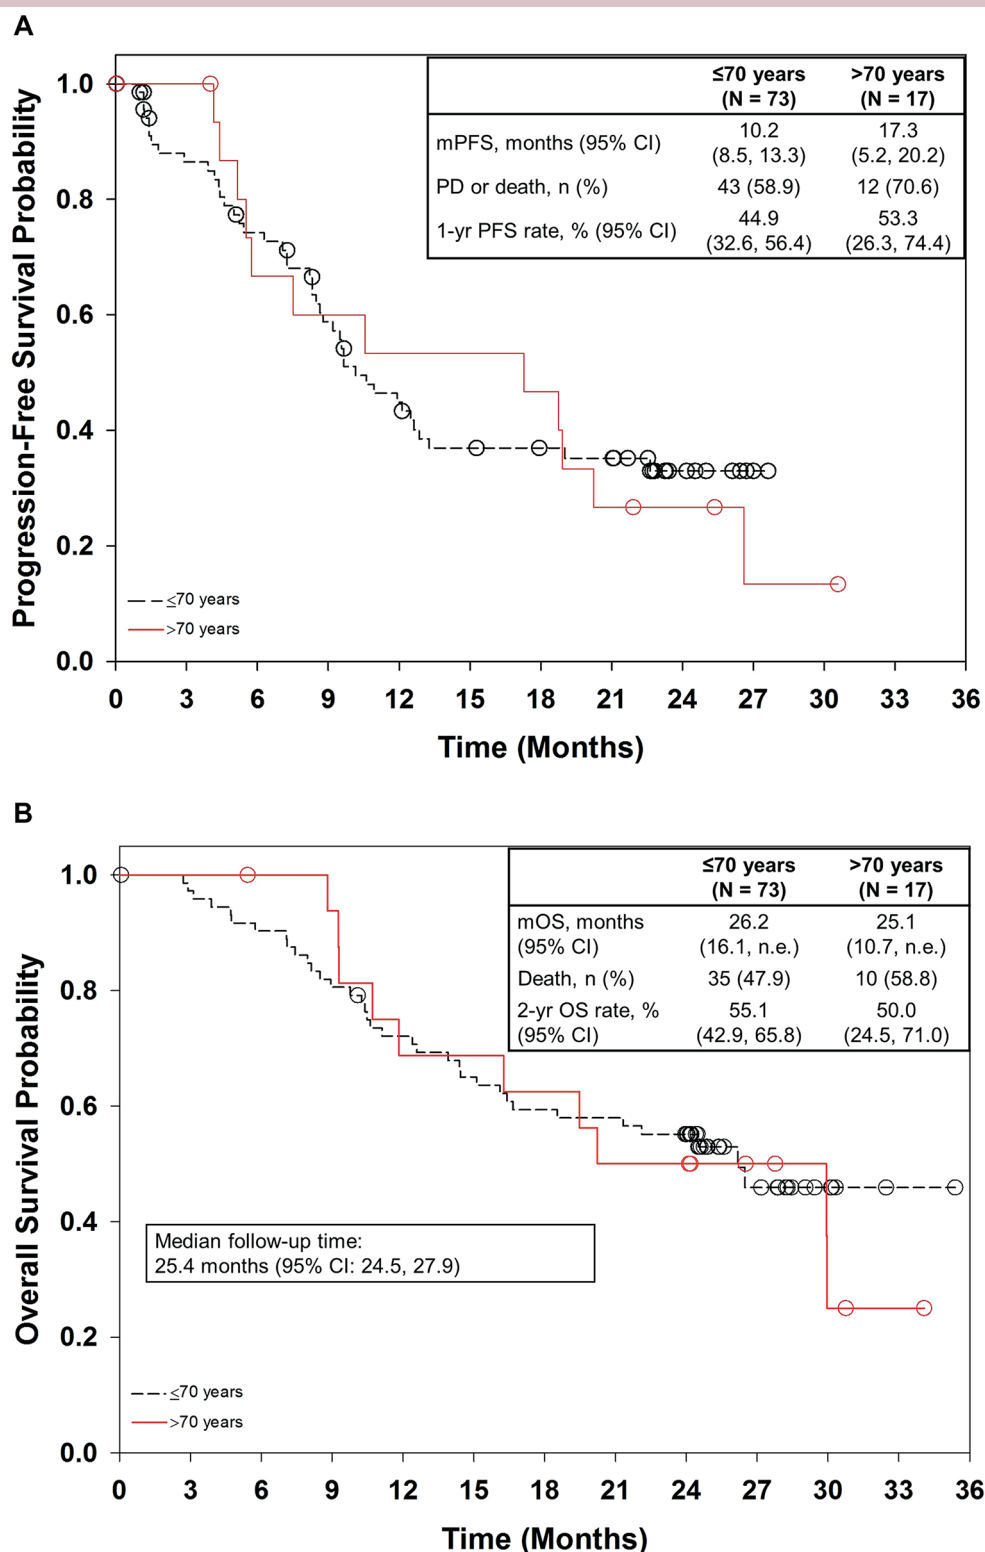 A
Progression-Free Survival Probability
1.0
0.8
0.6
0.4
0.2
0.0
≤70 years >70 years
(N = 73) (N = 17)
mPFS, months (95% CI) 10.2 17.3
(8.5, 13.3) (5.2, 20.2)
PD or death, n (%) 43 (58.9) 12 (70.6)
1-yr PFS rate, % (95% CI) 44.9 53.3
(32.6, 56.4) (26.3, 74.4)
≤70 years
>70 years
0 3 6 9 12 15 18 21 24 27 30 33 36
Time (Months)
B
Overall Survival Probability
1.0
0.8
0.6
0.4
0.2
0.0
≤70 years >70 years
(N = 73) (N = 17)
mOS, months 26.2 25.1
(95% CI) (16.1, n.e.) (10.7, n.e.)
Death, n (%) 35 (47.9) 10 (58.8)
2-yr OS rate, % 55.1 50.0
(95% CI) (42.9, 65.8) (24.5, 71.0)
Median follow-up time:
25.4 months (95% CI: 24.5, 27.9)
≤70 years
>70 years
0 3 6 9 12 15 18 21 24 27 30 33 36
Time (Months)